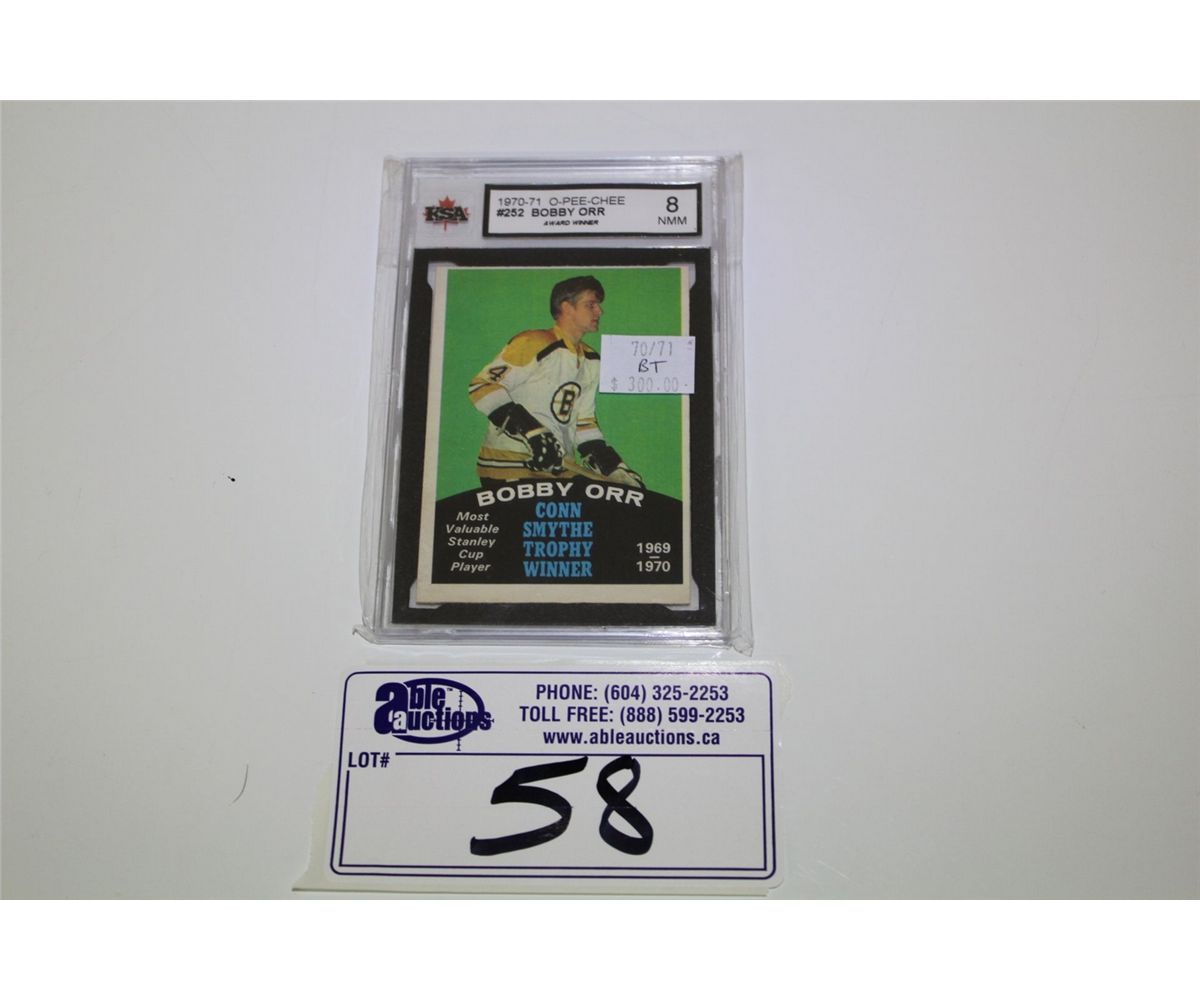 KSA
1970-71 O-PEE-CHEE
#252 BOBBY ORR
AWARD WINNER
8
NMM
70/71
BT
$ 300.00
4
B
BOBBY ORR
Most
Valuable
Stanley
Cup
Player
CONN
SMYTHE
TROPHY
WINNER
1969
–
1970
able™
auctions
PHONE: (604) 325-2253
TOLL FREE: (888) 599-2253
www.ableauctions.ca
LOT#
58